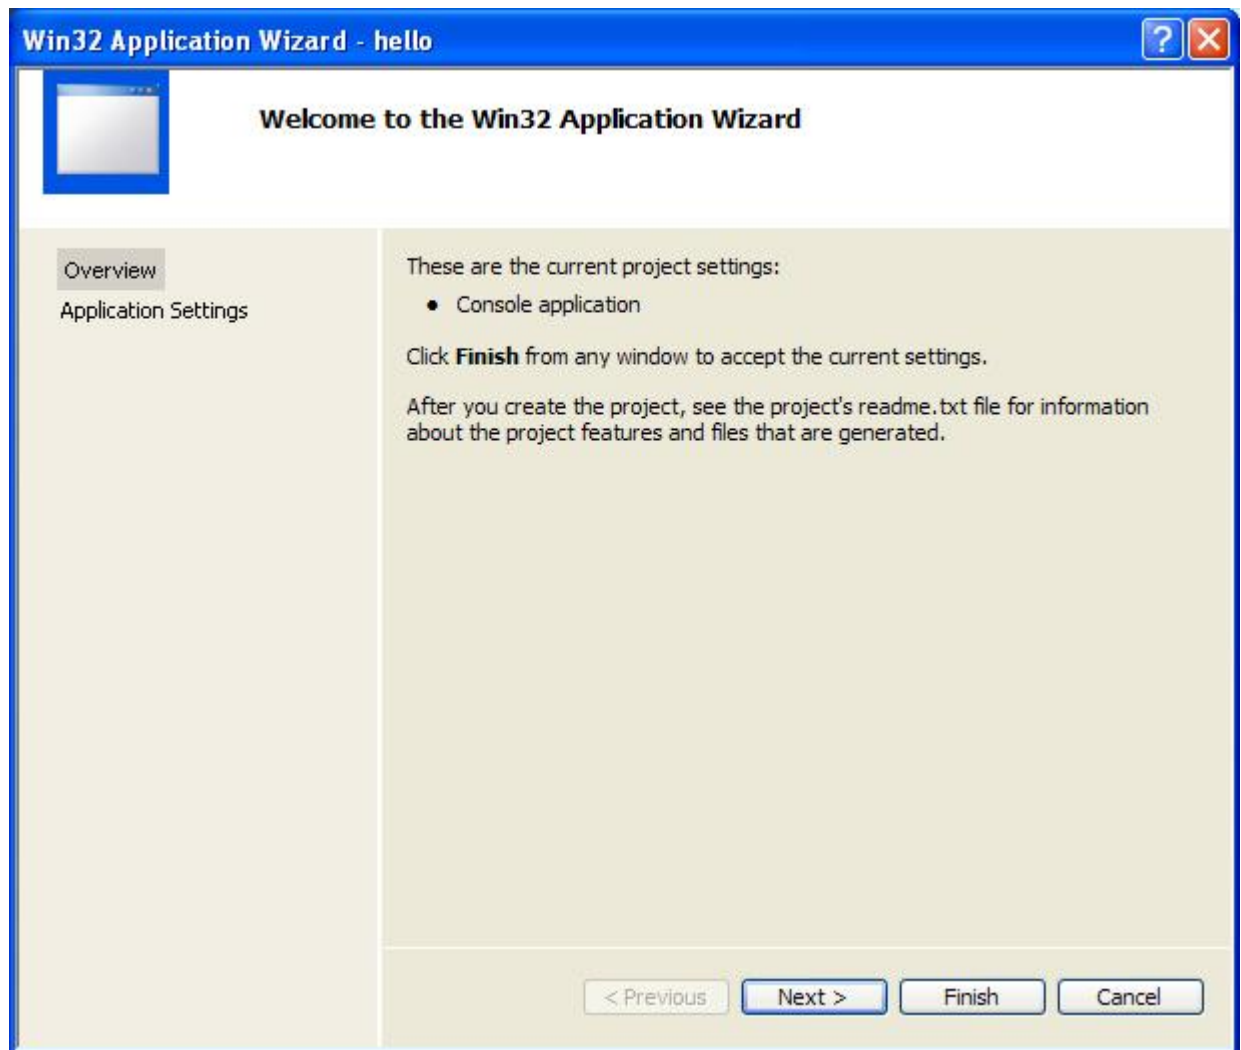 Win32 Application Wizard - hello
Welcome to the Win32 Application Wizard
Overview
Application Settings
These are the current project settings:
• Console application
Click Finish from any window to accept the current settings.
After you create the project, see the project's readme.txt file for information
about the project features and files that are generated.
< Previous
Next >
Finish
Cancel